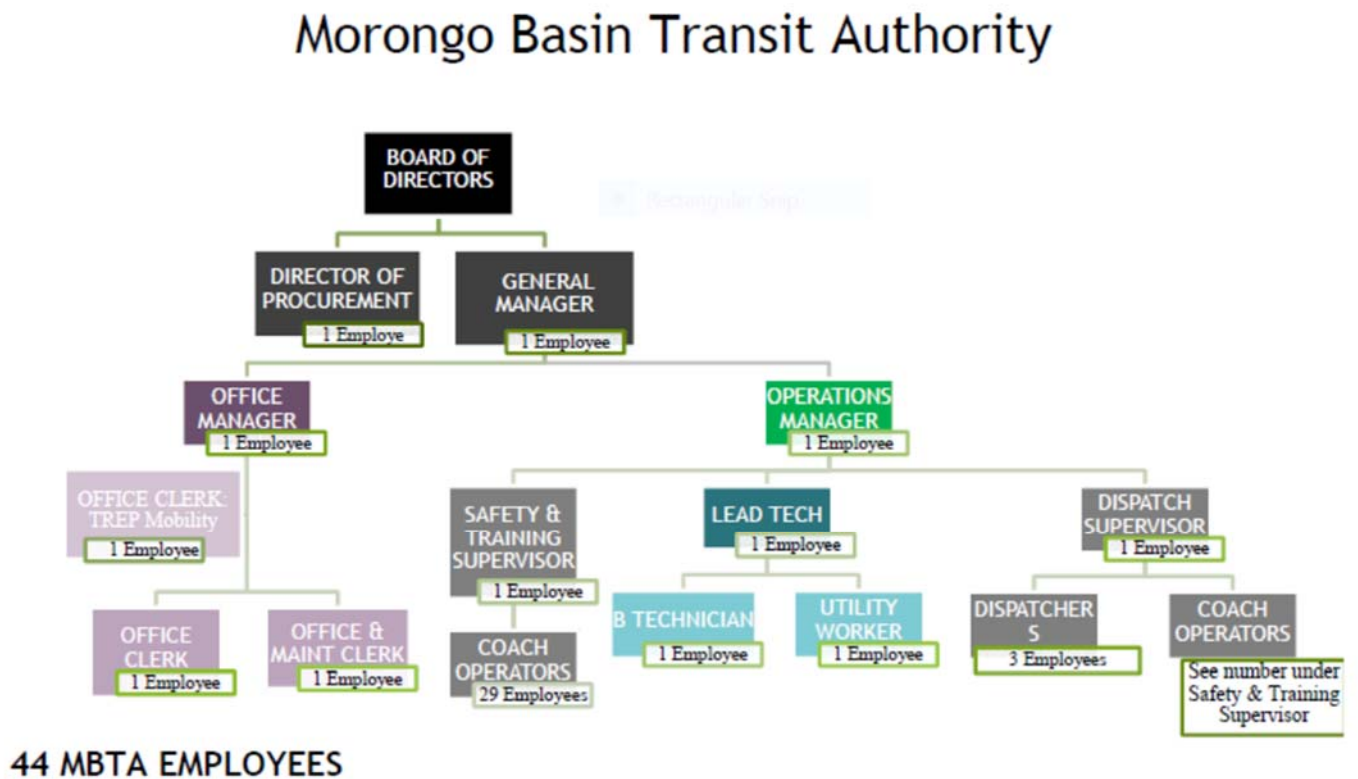 Morongo Basin Transit Authority
BOARD OF
DIRECTORS
Rectangular Snip
DIRECTOR OF
PROCUREMENT
1 Employe
GENERAL
MANAGER
1 Employee
OFFICE
MANAGER
1 Employee
OPERATIONS
MANAGER
1 Employee
OFFICE CLERK:
TREP Mobility
1 Employee
SAFETY &
TRAINING
SUPERVISOR
1 Employee
LEAD TECH
1 Employee
DISPATCH
SUPERVISOR
1 Employee
OFFICE
CLERK
1 Employee
OFFICE &
MAINT CLERK
1 Employee
COACH
OPERATORS
29 Employees
B TECHNICIAN
1 Employee
UTILITY
WORKER
1 Employee
DISPATCHER
S
3 Employees
COACH
OPERATORS
See number under
Safety & Training
Supervisor
44 MBTA EMPLOYEES